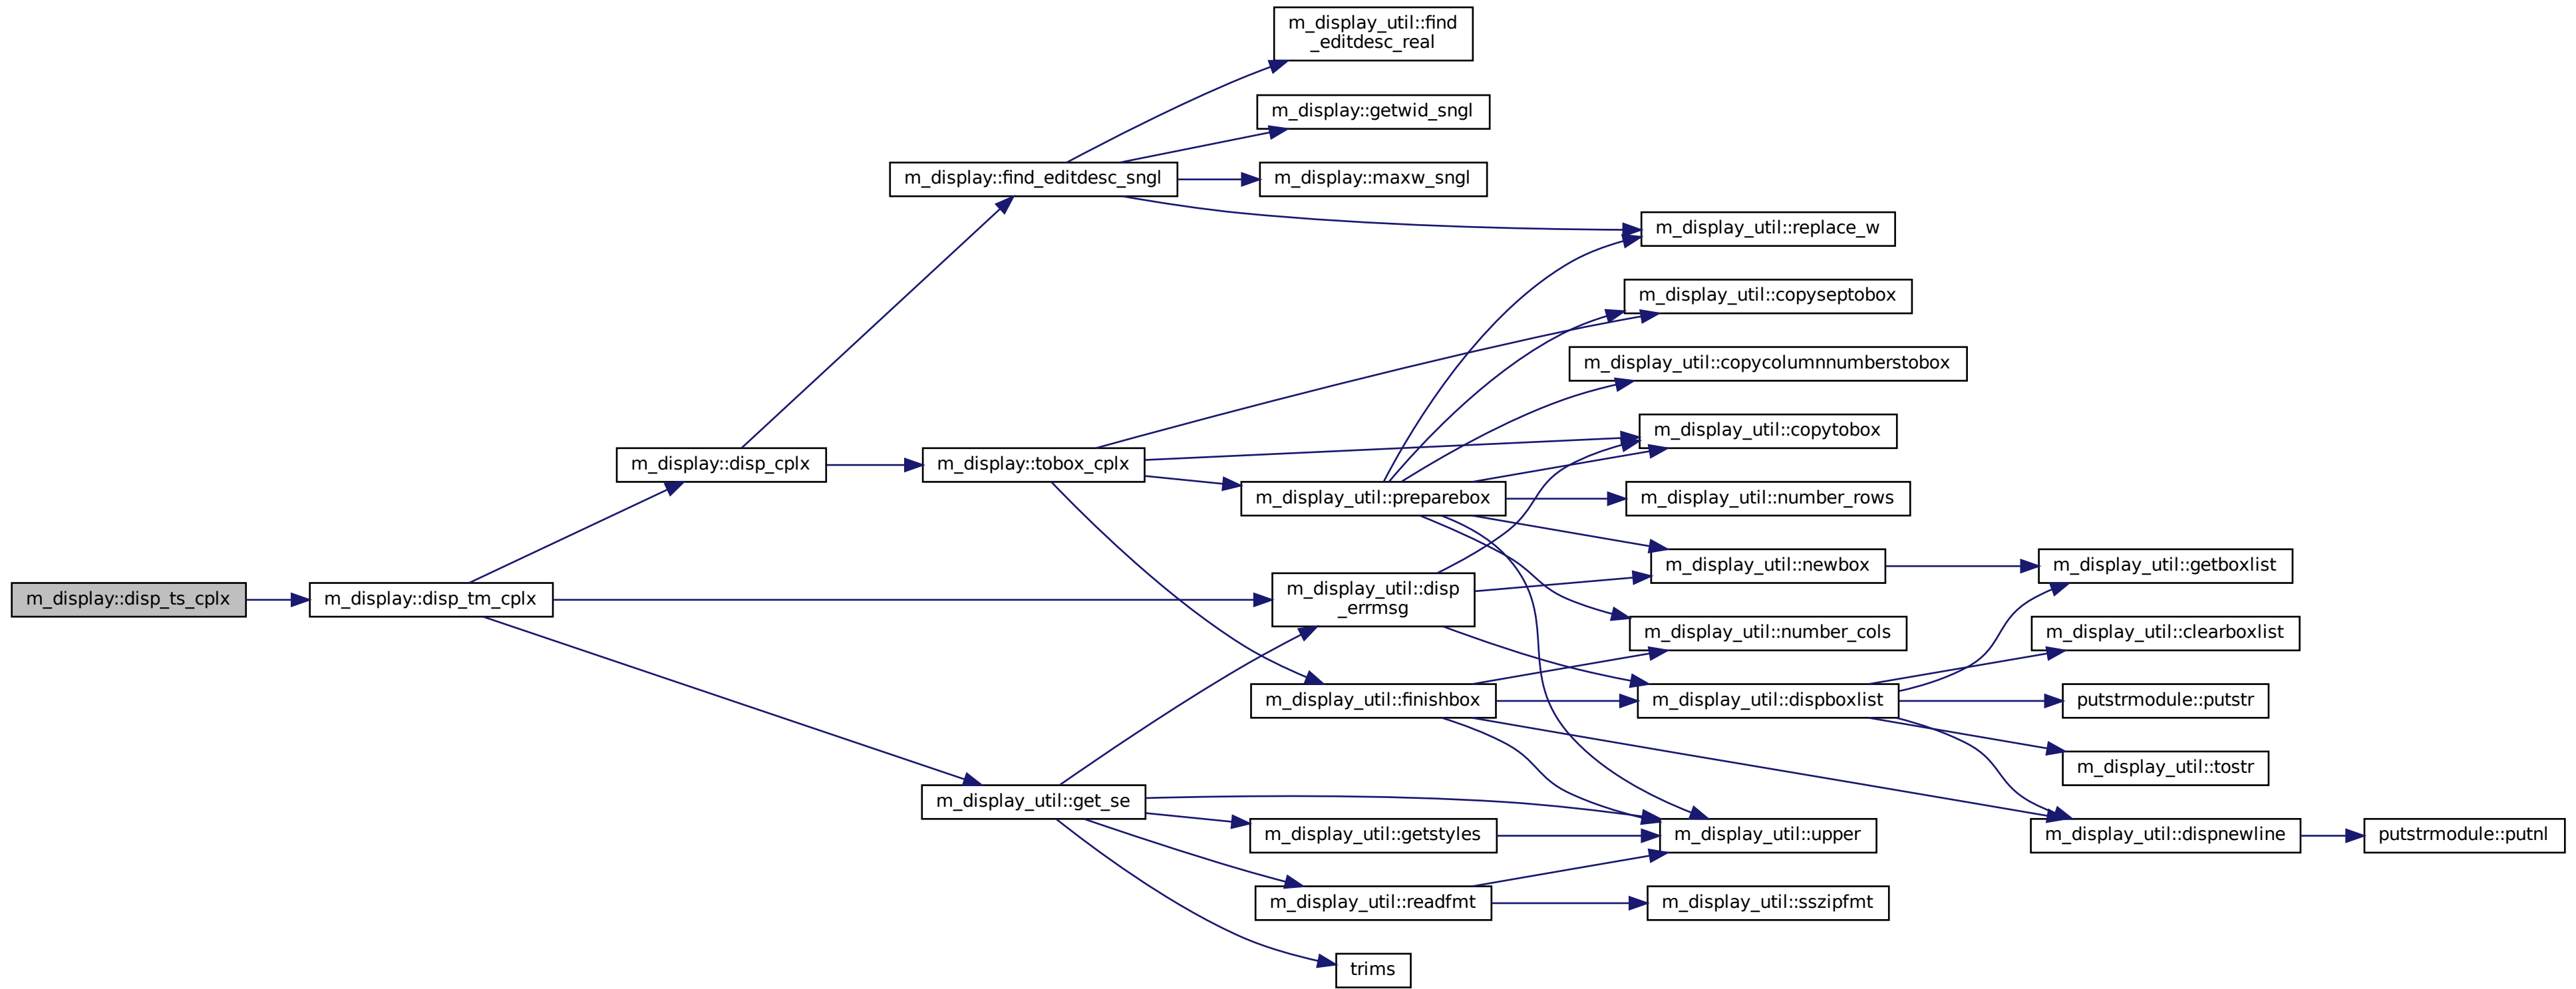 m_display_util::find
_editdesc_real
m_display::getwid_sngl
m_display::find_editdesc_sngl
m_display::maxw_sngl
m_display_util::replace_w
m_display_util::copyseptobox
m_display_util::copycolumnnumberstobox
m_display_util::copytobox
m_display::disp_cplx
m_display::tobox_cplx
m_display_util::preparebox
m_display_util::number_rows
m_display_util::newbox
m_display_util::getboxlist
m_display::disp_ts_cplx
m_display::disp_tm_cplx
m_display_util::disp
_errmsg
m_display_util::number_cols
m_display_util::clearboxlist
m_display_util::finishbox
m_display_util::dispboxlist
putstrmodule::putstr
m_display_util::tostr
m_display_util::get_se
m_display_util::getstyles
m_display_util::upper
m_display_util::dispnewline
putstrmodule::putnl
m_display_util::readfmt
m_display_util::sszipfmt
trims